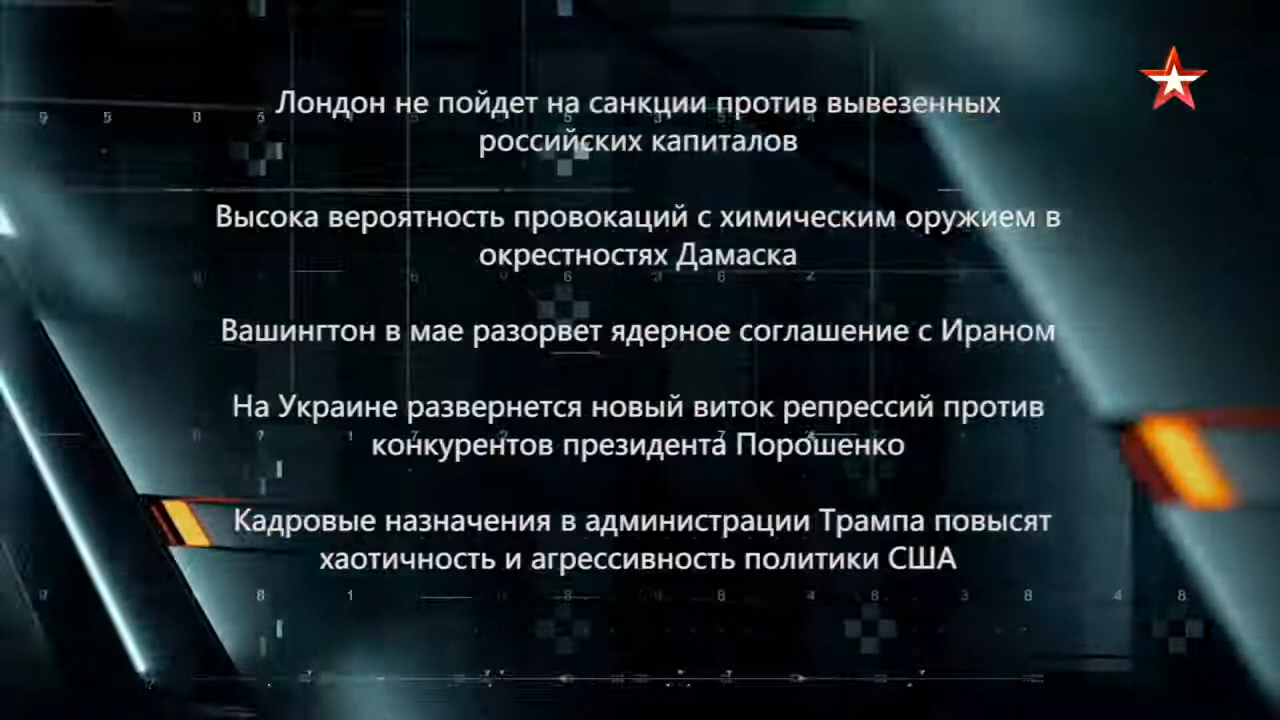 Лондон не пойдет на санкции против вывезенных
российских капиталов
Высока вероятность провокаций с химическим оружием в
окрестностях Дамаска
Вашингтон в мае разорвет ядерное соглашение с Ираном
На Украине развернется новый виток репрессий против
конкурентов президента Порошенко
Кадровые назначения в администрации Трампа повысят
хаотичность и агрессивность политики США